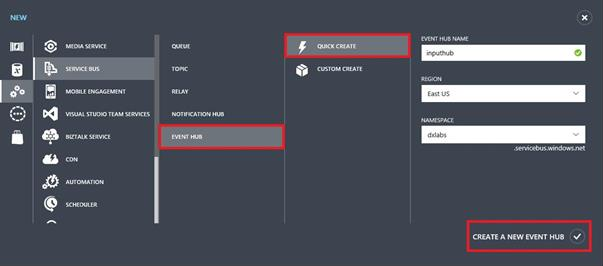 NEW
MEDIA SERVICE
SERVICE BUS
MOBILE ENGAGEMENT
VISUAL STUDIO TEAM SERVICES
BIZTALK SERVICE
CDN
AUTOMATION
SCHEDULER
QUEUE
TOPIC
RELAY
NOTIFICATION HUB
EVENT HUB
QUICK CREATE
CUSTOM CREATE
EVENT HUB NAME
inputhub
REGION
East US
NAMESPACE
dxlabs
.servicebus.windows.net
CREATE A NEW EVENT HUB